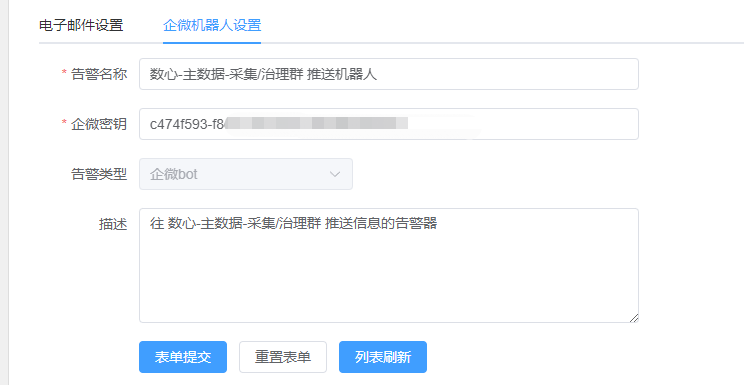 电子邮件设置 企微机器人设置
* 告警名称 数心-主数据-采集/治理群 推送机器人
* 企微密钥 c474f593-f8
告警类型 企微bot
描述 往 数心-主数据-采集/治理群 推送信息的告警器
表单提交 重置表单 列表刷新